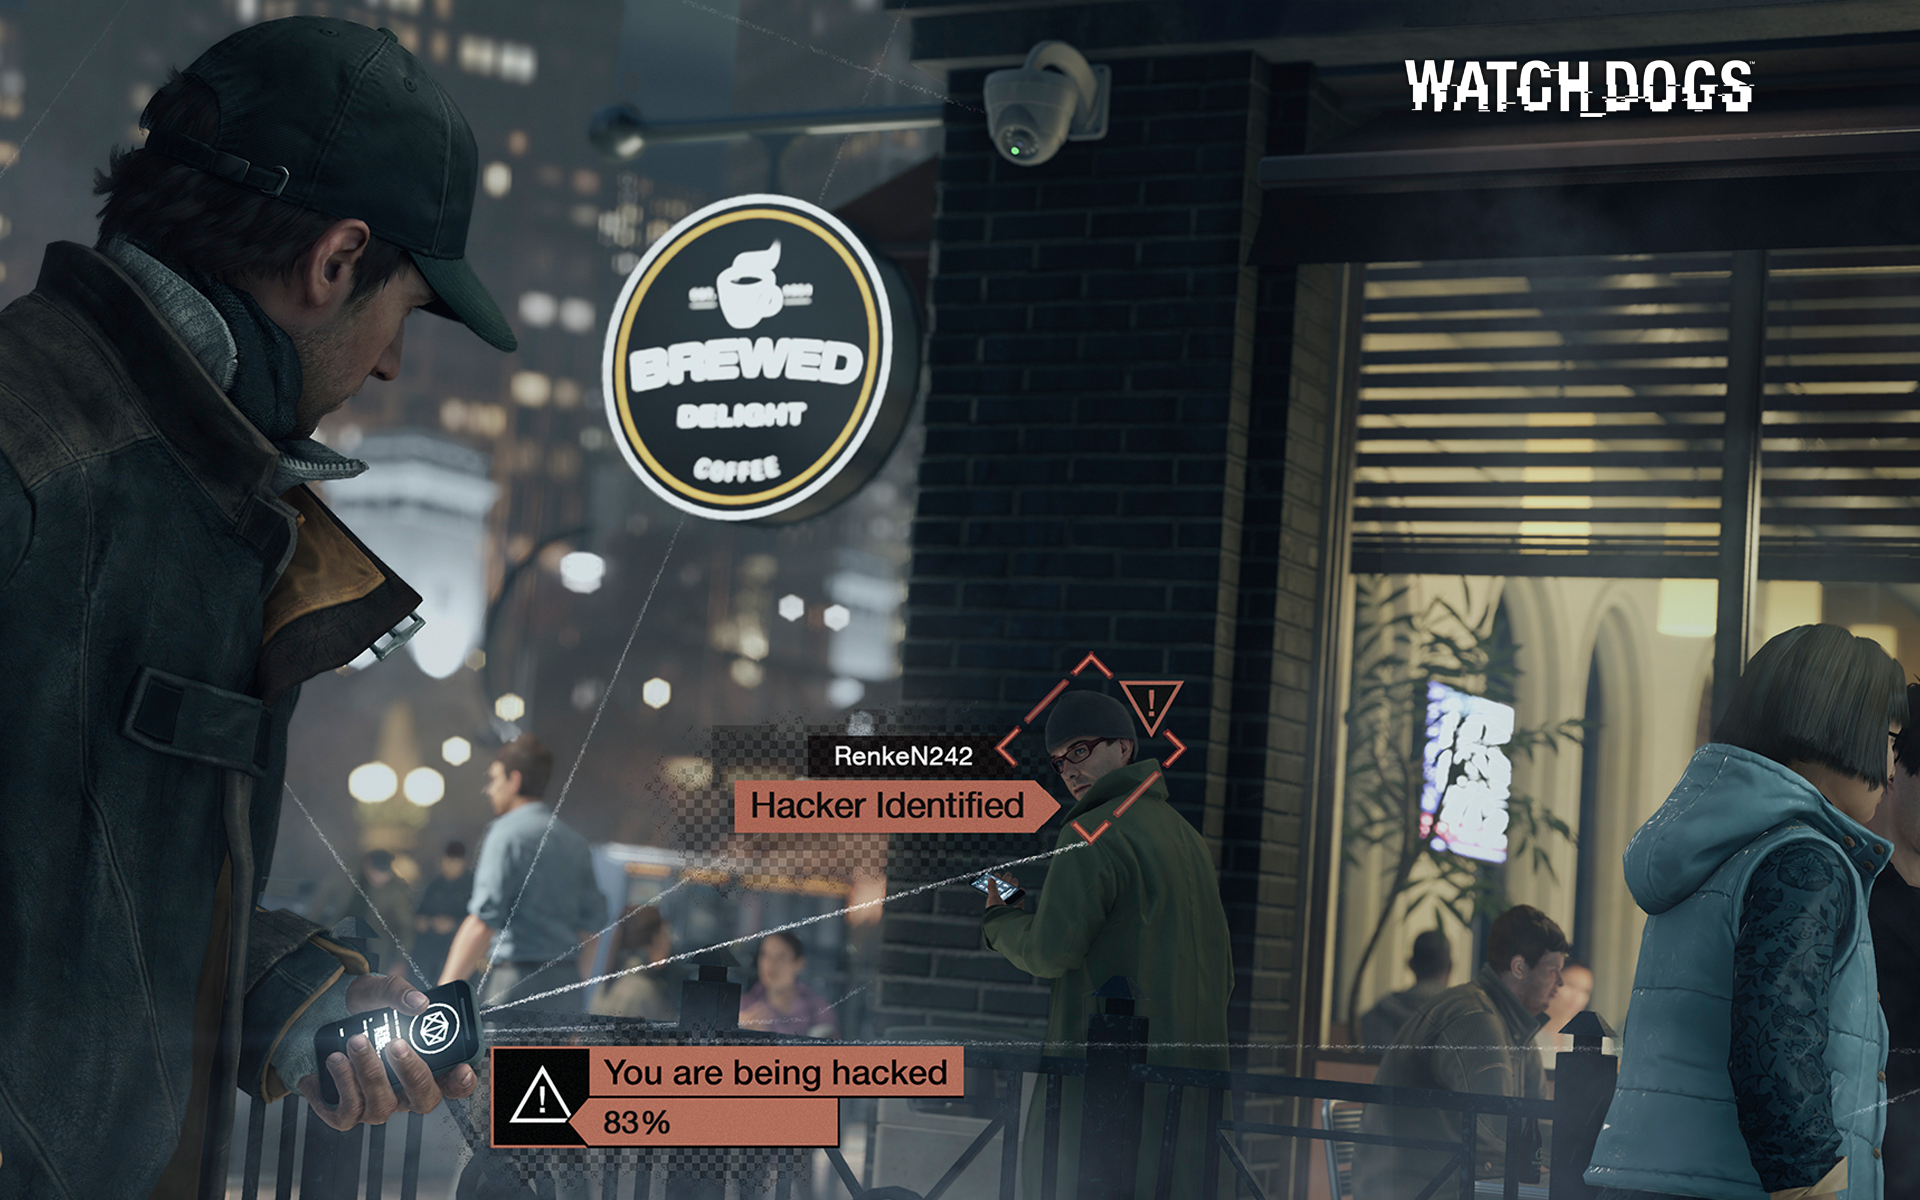 WATCH_DOGS
BREWED
DELIGHT
COFFEE
RenkeN242
Hacker Identified
You are being hacked
83%